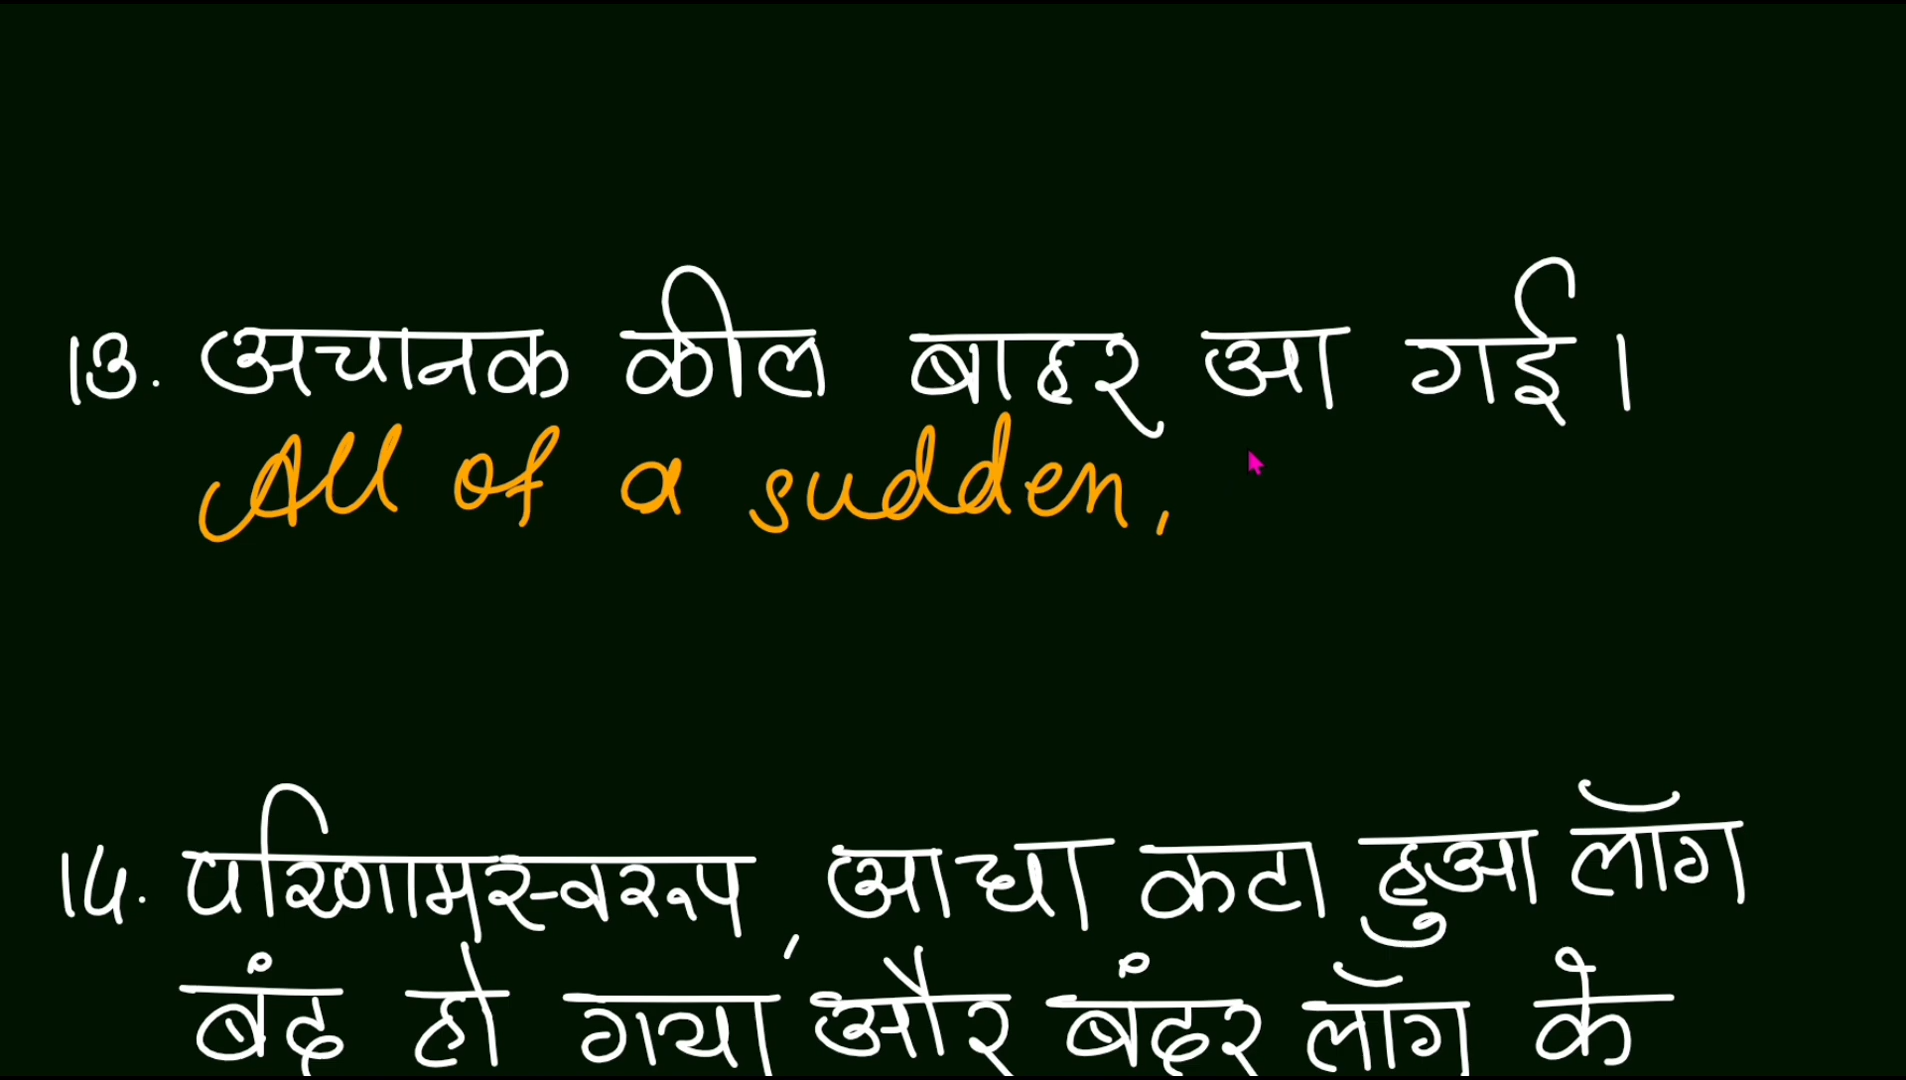 13. अचानक कील बाहर आ गई।
All of a sudden,
14. परिणामस्वरूप, आधा कटा हुआ लॉग
बंद हो गया और बंदर लॉग के